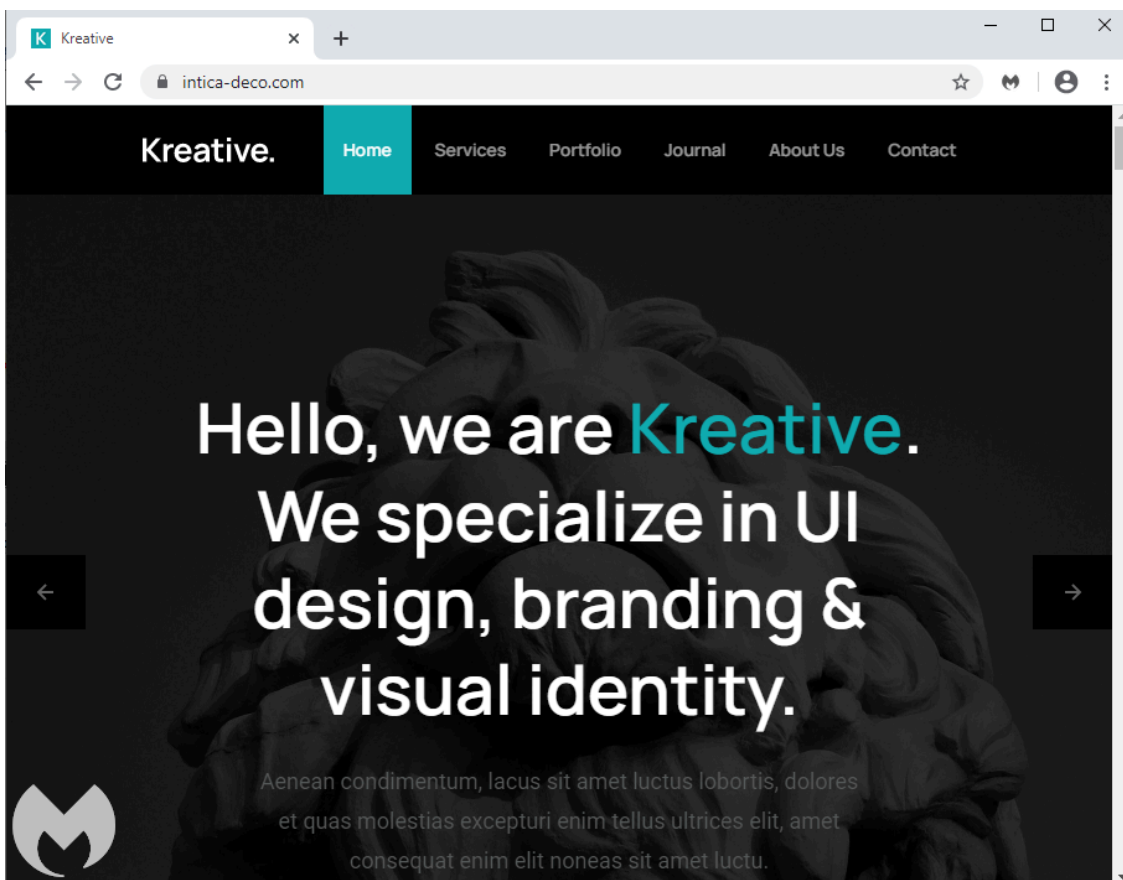 K Kreative
intica-deco.com
Kreative. Home Services Portfolio Journal About Us Contact
Hello, we are Kreative.
We specialize in UI
design, branding &
visual identity.
Aenean condimentum, lacus sit amet luctus lobortis, dolores
et quas molestias excepturi enim tellus ultrices elit, amet
consequat enim elit noneas sit amet luctu.